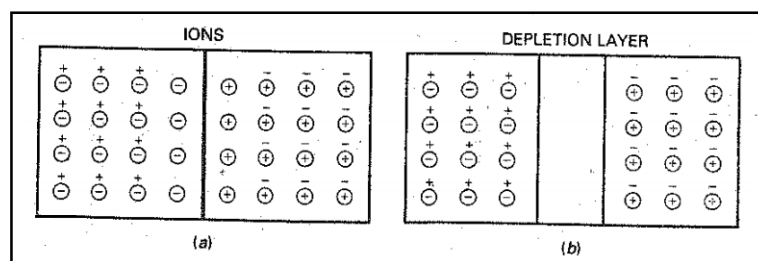 IONS
DEPLETION LAYER
+ + +
⊖ ⊖ ⊖ ⊖
+ + +
⊖ ⊖ ⊖ ⊖
+ + +
⊖ ⊖ ⊖ ⊖
+ + +
⊖ ⊖ ⊖ ⊖
− − −
⊕ ⊕ ⊕ ⊕
− − −
⊕ ⊕ ⊕ ⊕
− − −
⊕ ⊕ ⊕ ⊕
− − −
⊕ ⊕ ⊕ ⊕
+ + +
⊖ ⊖ ⊖
+ + +
⊖ ⊖ ⊖
+ + +
⊖ ⊖ ⊖
+ + +
⊖ ⊖ ⊖
− − −
⊕ ⊕ ⊕
− − −
⊕ ⊕ ⊕
− − −
⊕ ⊕ ⊕
− − −
⊕ ⊕ ⊕
(a)
(b)